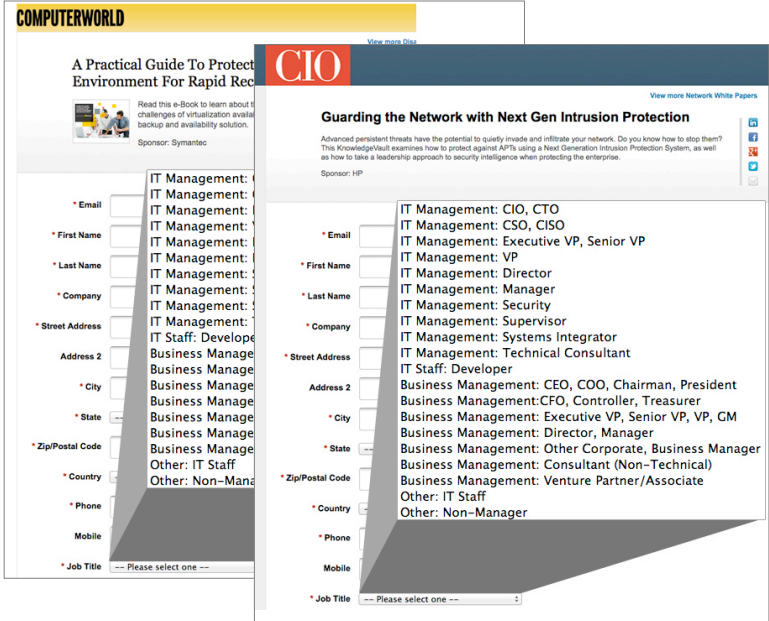 COMPUTERWORLD
View more Disa
A Practical Guide To Protect
Environment For Rapid Rec
Read this e-Book to learn about t
challenges of virtualization availa
backup and availability solution.
Sponsor: Symantec
* Email
* First Name
* Last Name
* Company
* Street Address
Address 2
* City
* State
* Zip/Postal Code
* Country
* Phone
Mobile
* Job Title
-- Please select one --
IT Management:
IT Management:
IT Management:
IT Management:
IT Management:
IT Management:
IT Management:
IT Management:
IT Management:
IT Management:
IT Staff: Develope
Business Manage
Business Manage
Business Manage
Business Manage
Business Manage
Business Manage
Business Manage
Other: IT Staff
Other: Non-Mana
CIO
View more Network White Papers
Guarding the Network with Next Gen Intrusion Protection
Advanced persistent threats have the potential to quietly invade and infiltrate your network. Do you know how to stop them?
This KnowledgeVault examines how to protect against APTs using a Next Generation Intrusion Protection System, as well
as how to take a leadership approach to security intelligence when protecting the enterprise.
Sponsor: HP
* Email
* First Name
* Last Name
* Company
* Street Address
Address 2
* City
* State
* Zip/Postal Code
* Country
* Phone
Mobile
* Job Title
-- Please select one --
IT Management: CIO, CTO
IT Management: CSO, CISO
IT Management: Executive VP, Senior VP
IT Management: VP
IT Management: Director
IT Management: Manager
IT Management: Security
IT Management: Supervisor
IT Management: Systems Integrator
IT Management: Technical Consultant
IT Staff: Developer
Business Management: CEO, COO, Chairman, President
Business Management:CFO, Controller, Treasurer
Business Management: Executive VP, Senior VP, VP, GM
Business Management: Director, Manager
Business Management: Other Corporate, Business Manager
Business Management: Consultant (Non-Technical)
Business Management: Venture Partner/Associate
Other: IT Staff
Other: Non-Manager